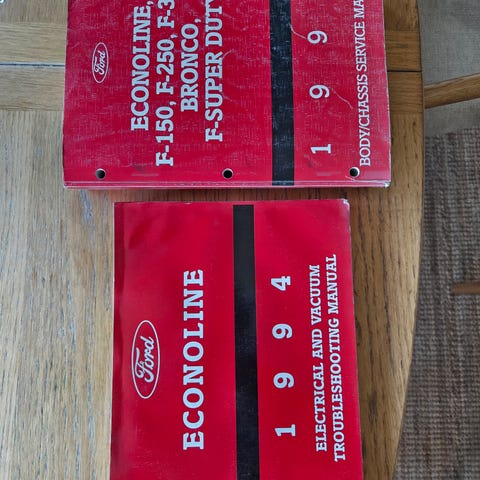 Ford
ECONOLINE,
F-150, F-250, F-3
BRONCO,
F-SUPER DUTY
1 9 9
BODY/CHASSIS SERVICE MA
Ford
ECONOLINE
1 9 9 4
ELECTRICAL AND VACUUM
TROUBLESHOOTING MANUAL